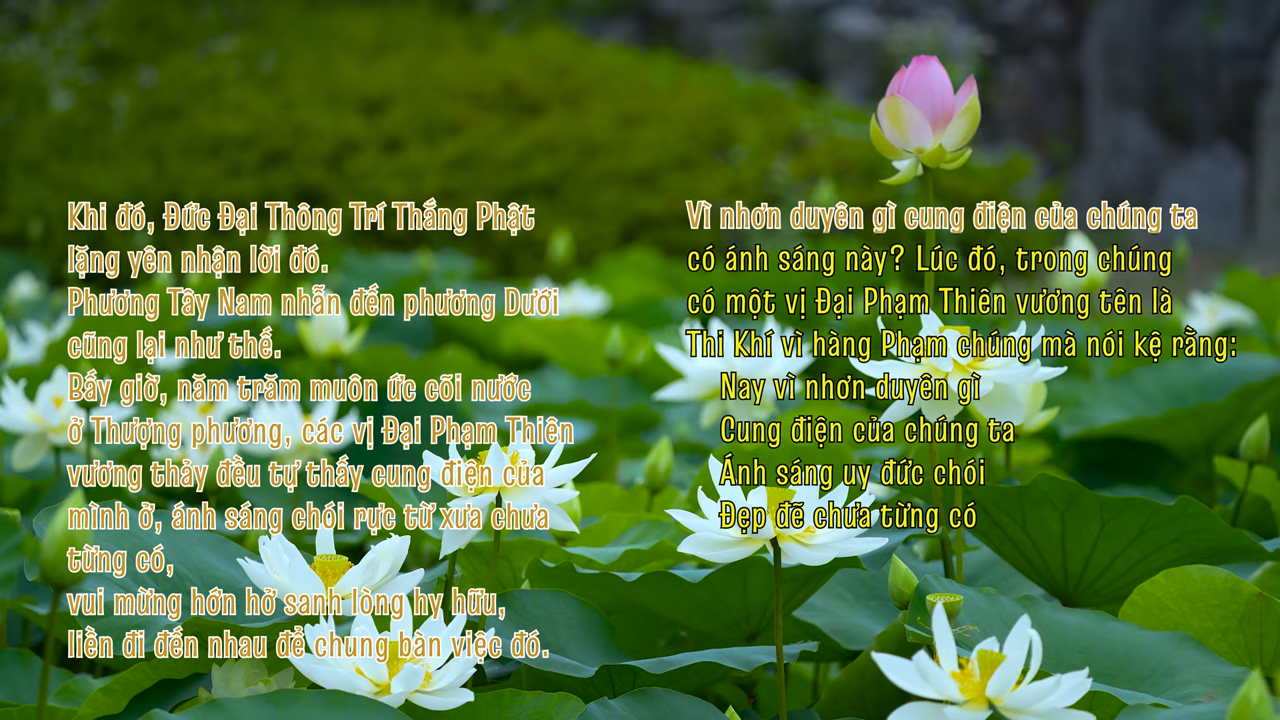 Khi đó, Đức Đại Thông Trí Thắng Phật
lặng yên nhận lời đó.
Phương Tây Nam nhẫn đến phương Dưới
cũng lại như thế.
Bấy giờ, năm trăm muôn ức cõi nước
ở Thượng phương, các vị Đại Phạm Thiên
vương thảy đều tự thấy cung điện của
mình ở, ánh sáng chói rực từ xưa chưa
từng có,
vui mừng hớn hở sanh lòng hy hữu,
liền đi đến nhau để chung bàn việc đó.
Vì nhơn duyên gì cung điện của chúng ta
có ánh sáng này? Lúc đó, trong chúng
có một vị Đại Phạm Thiên vương tên là
Thi Khí vì hàng Phạm chúng mà nói kệ rằng:
Nay vì nhơn duyên gì
Cung điện của chúng ta
Ánh sáng uy đức chói
Đẹp đẽ chưa từng có